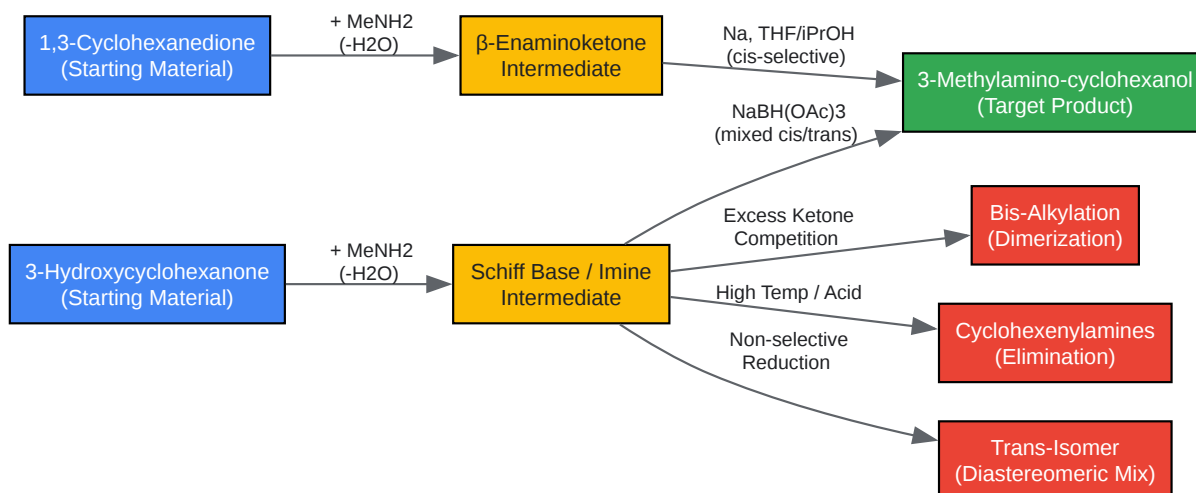 1,3-Cyclohexanedione
(Starting Material)
+ MeNH2
(-H2O)
β-Enaminoketone
Intermediate
Na, THF/iPrOH
(cis-selective)
3-Methylamino-cyclohexanol
(Target Product)
NaBH(OAc)3
(mixed cis/trans)
3-Hydroxycyclohexanone
(Starting Material)
+ MeNH2
(-H2O)
Schiff Base / Imine
Intermediate
Excess Ketone
Competition
Bis-Alkylation
(Dimerization)
High Temp / Acid
Cyclohexenylamines
(Elimination)
Non-selective
Reduction
Trans-Isomer
(Diastereomeric Mix)